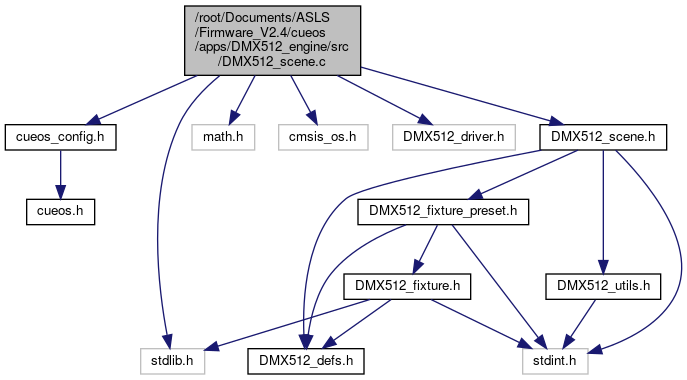 /root/Documents/ASLS
/Firmware_V2.4/cueos
/apps/DMX512_engine/src
/DMX512_scene.c
cueos_config.h
math.h
cmsis_os.h
DMX512_driver.h
DMX512_scene.h
cueos.h
DMX512_fixture_preset.h
DMX512_fixture.h
DMX512_utils.h
stdlib.h
DMX512_defs.h
stdint.h